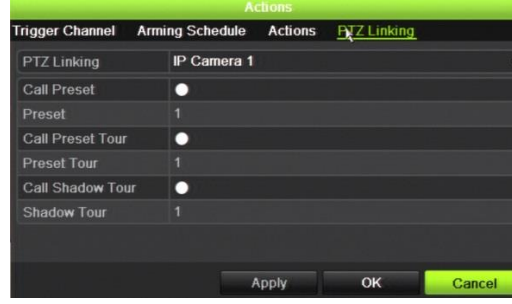 Actions
Trigger Channel Arming Schedule Actions PTZ Linking
PTZ Linking IP Camera 1
Call Preset
Preset 1
Call Preset Tour
Preset Tour 1
Call Shadow Tour
Shadow Tour 1
Apply OK Cancel